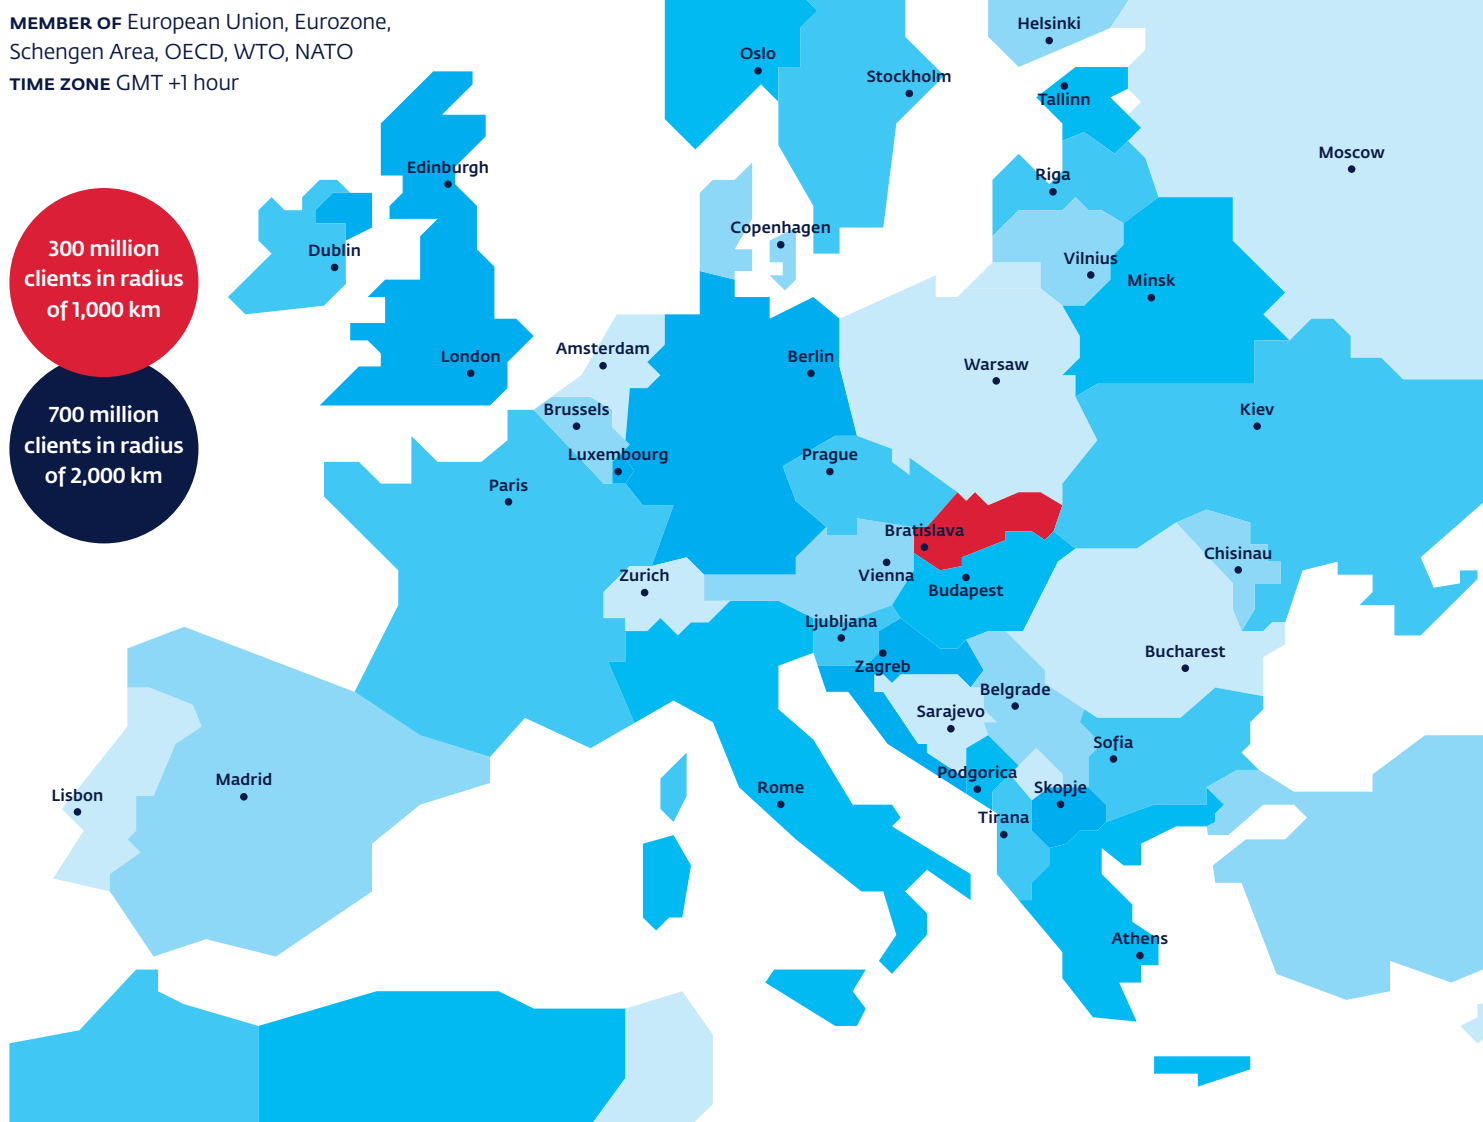 MEMBER OF European Union, Eurozone,
Schengen Area, OECD, WTO, NATO
TIME ZONE GMT +1 hour
300 million
clients in radius
of 1,000 km
700 million
clients in radius
of 2,000 km
Helsinki
Oslo
Stockholm
Tallinn
Moscow
Edinburgh
Riga
Copenhagen
Dublin
Vilnius
Minsk
London
Amsterdam
Berlin
Warsaw
Brussels
Kiev
Luxembourg
Prague
Paris
Bratislava
Chisinau
Zurich
Vienna
Budapest
Ljubljana
Zagreb
Bucharest
Belgrade
Sarajevo
Sofia
Podgorica
Skopje
Madrid
Lisbon
Rome
Tirana
Athens